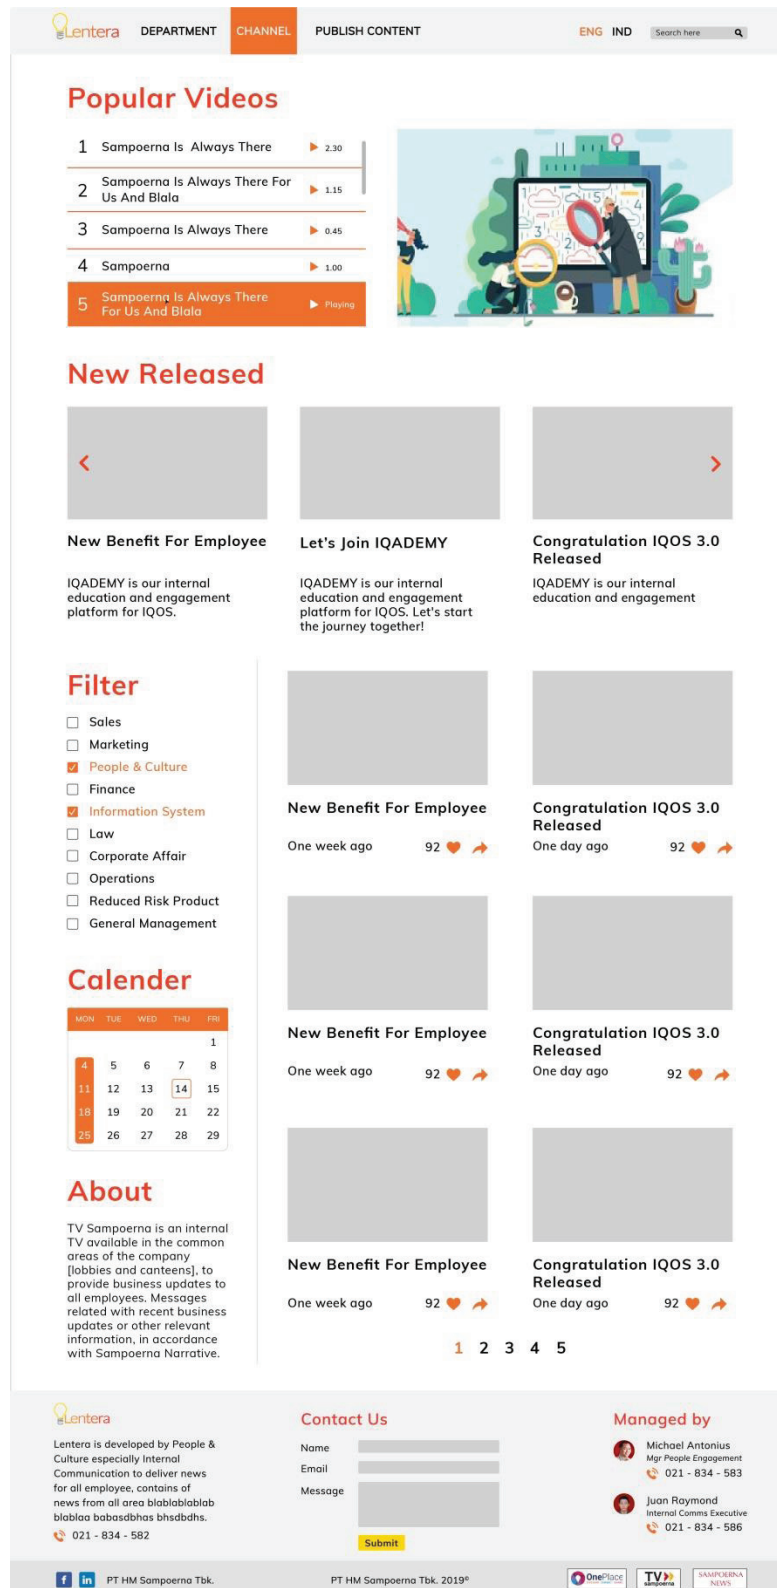 Lentera
DEPARTMENT
CHANNEL
PUBLISH CONTENT
ENG IND
Search here
Popular Videos
1 Sampoerna Is Always There 2.30
2 Sampoerna Is Always There For
Us And Blala 1.15
3 Sampoerna Is Always There 0.45
4 Sampoerna 1.00
5 Sampoerna Is Always There
For Us And Blala Playing
New Released
New Benefit For Employee
IQADEMY is our internal
education and engagement
platform for IQOS.
Let's Join IQADEMY
IQADEMY is our internal
education and engagement
platform for IQOS. Let's start
the journey together!
Congratulation IQOS 3.0
Released
IQADEMY is our internal
education and engagement
Filter
Sales
Marketing
People & Culture
Finance
Information System
Law
Corporate Affair
Operations
Reduced Risk Product
General Management
Calender
MON TUE WED THU FRI
1
4 5 6 7 8
11 12 13 14 15
18 19 20 21 22
25 26 27 28 29
About
TV Sampoerna is an internal
TV available in the common
areas of the company
[lobbies and canteens], to
provide business updates to
all employees. Messages
related with recent business
updates or other relevant
information, in accordance
with Sampoerna Narrative.
New Benefit For Employee
One week ago 92
Congratulation IQOS 3.0
Released
One day ago 92
New Benefit For Employee
One week ago 92
Congratulation IQOS 3.0
Released
One day ago 92
New Benefit For Employee
One week ago 92
Congratulation IQOS 3.0
Released
One day ago 92
1 2 3 4 5
Lentera
Lentera is developed by People &
Culture especially Internal
Communication to deliver news
for all employee, contains of
news from all area blablablablab
blablaa babasdbhas bhsdbdhs.
021 - 834 - 582
Contact Us
Name
Email
Message
Submit
Managed by
Michael Antonius
Mgr People Engagement
021 - 834 - 583
Juan Raymond
Internal Comms Executive
021 - 834 - 586
f in PT HM Sampoerna Tbk.
PT HM Sampoerna Tbk. 2019©
OnePlace
TV
sampoerna
SAMPOERNA
NEWS